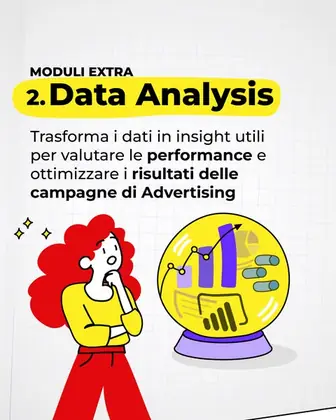 MODULI EXTRA
2. Data Analysis
Trasforma i dati in insight utili
per valutare le performance e
ottimizzare i risultati delle
campagne di Advertising